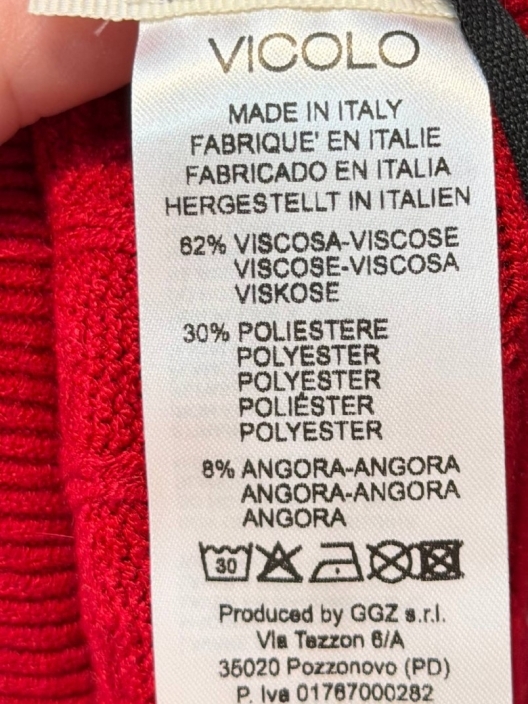 VICOLO
MADE IN ITALY
FABRIQUE' EN ITALIE
FABRICADO EN ITALIA
HERGESTELLT IN ITALIEN
62% VISCOSA-VISCOSE
VISCOSE-VISCOSA
VISKOSE
30% POLIESTERE
POLYESTER
POLYESTER
POLIÉSTER
POLYESTER
8% ANGORA-ANGORA
ANGORA-ANGORA
ANGORA
30
Produced by GGZ s.r.l.
Via Tezzon 6/A
35020 Pozzonovo (PD)
P. Iva 01767000282